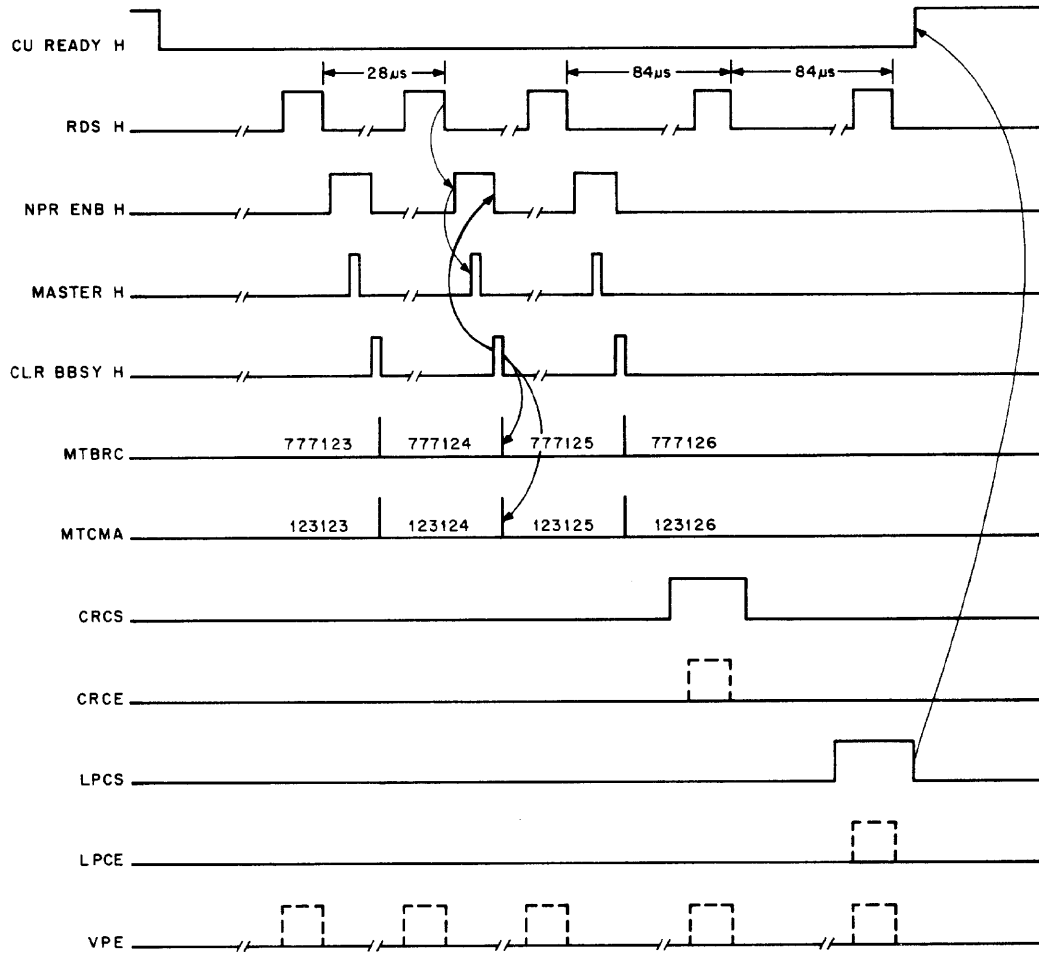 CU READY H
28µs
84µs
84µs
RDS H
NPR ENB H
MASTER H
CLR BBSY H
777123 777124 777125 777126
MTBRC
123123 123124 123125 123126
MTCMA
CRCS
CRCE
LPCS
LPCE
VPE